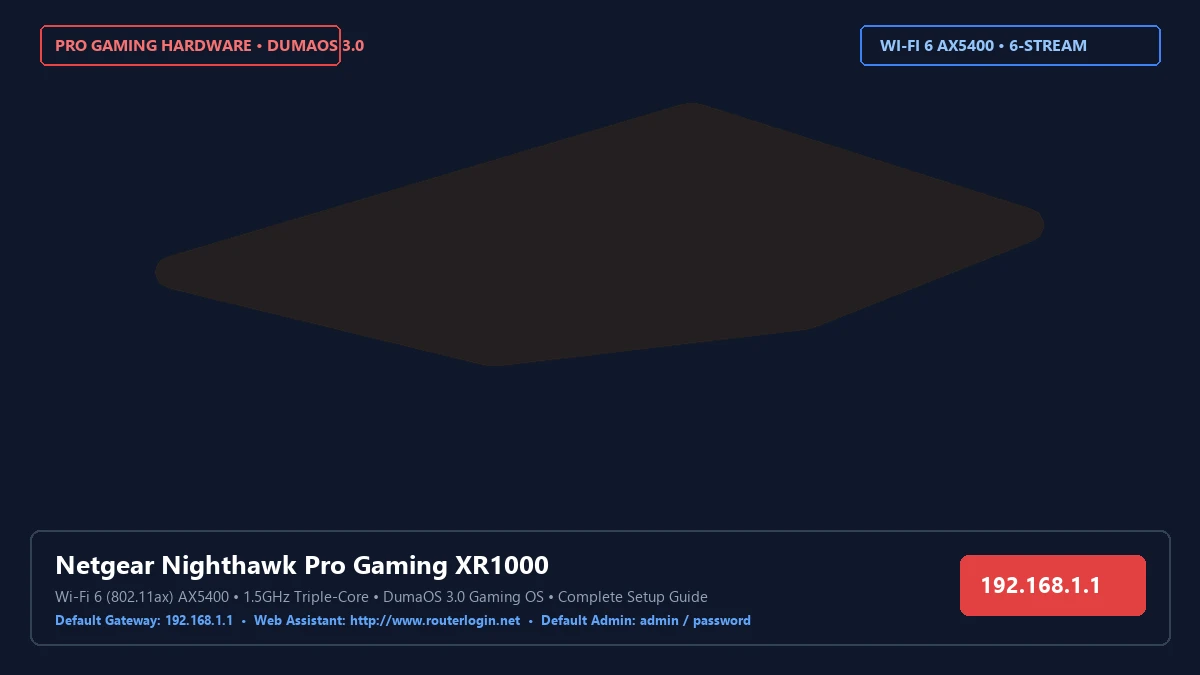 PRO GAMING HARDWARE • DUMAOS 3.0
WI-FI 6 AX5400 • 6-STREAM
Netgear Nighthawk Pro Gaming XR1000
Wi-Fi 6 (802.11ax) AX5400 • 1.5GHz Triple-Core • DumaOS 3.0 Gaming OS • Complete Setup Guide
Default Gateway: 192.168.1.1 • Web Assistant: http://www.routerlogin.net • Default Admin: admin / password
192.168.1.1